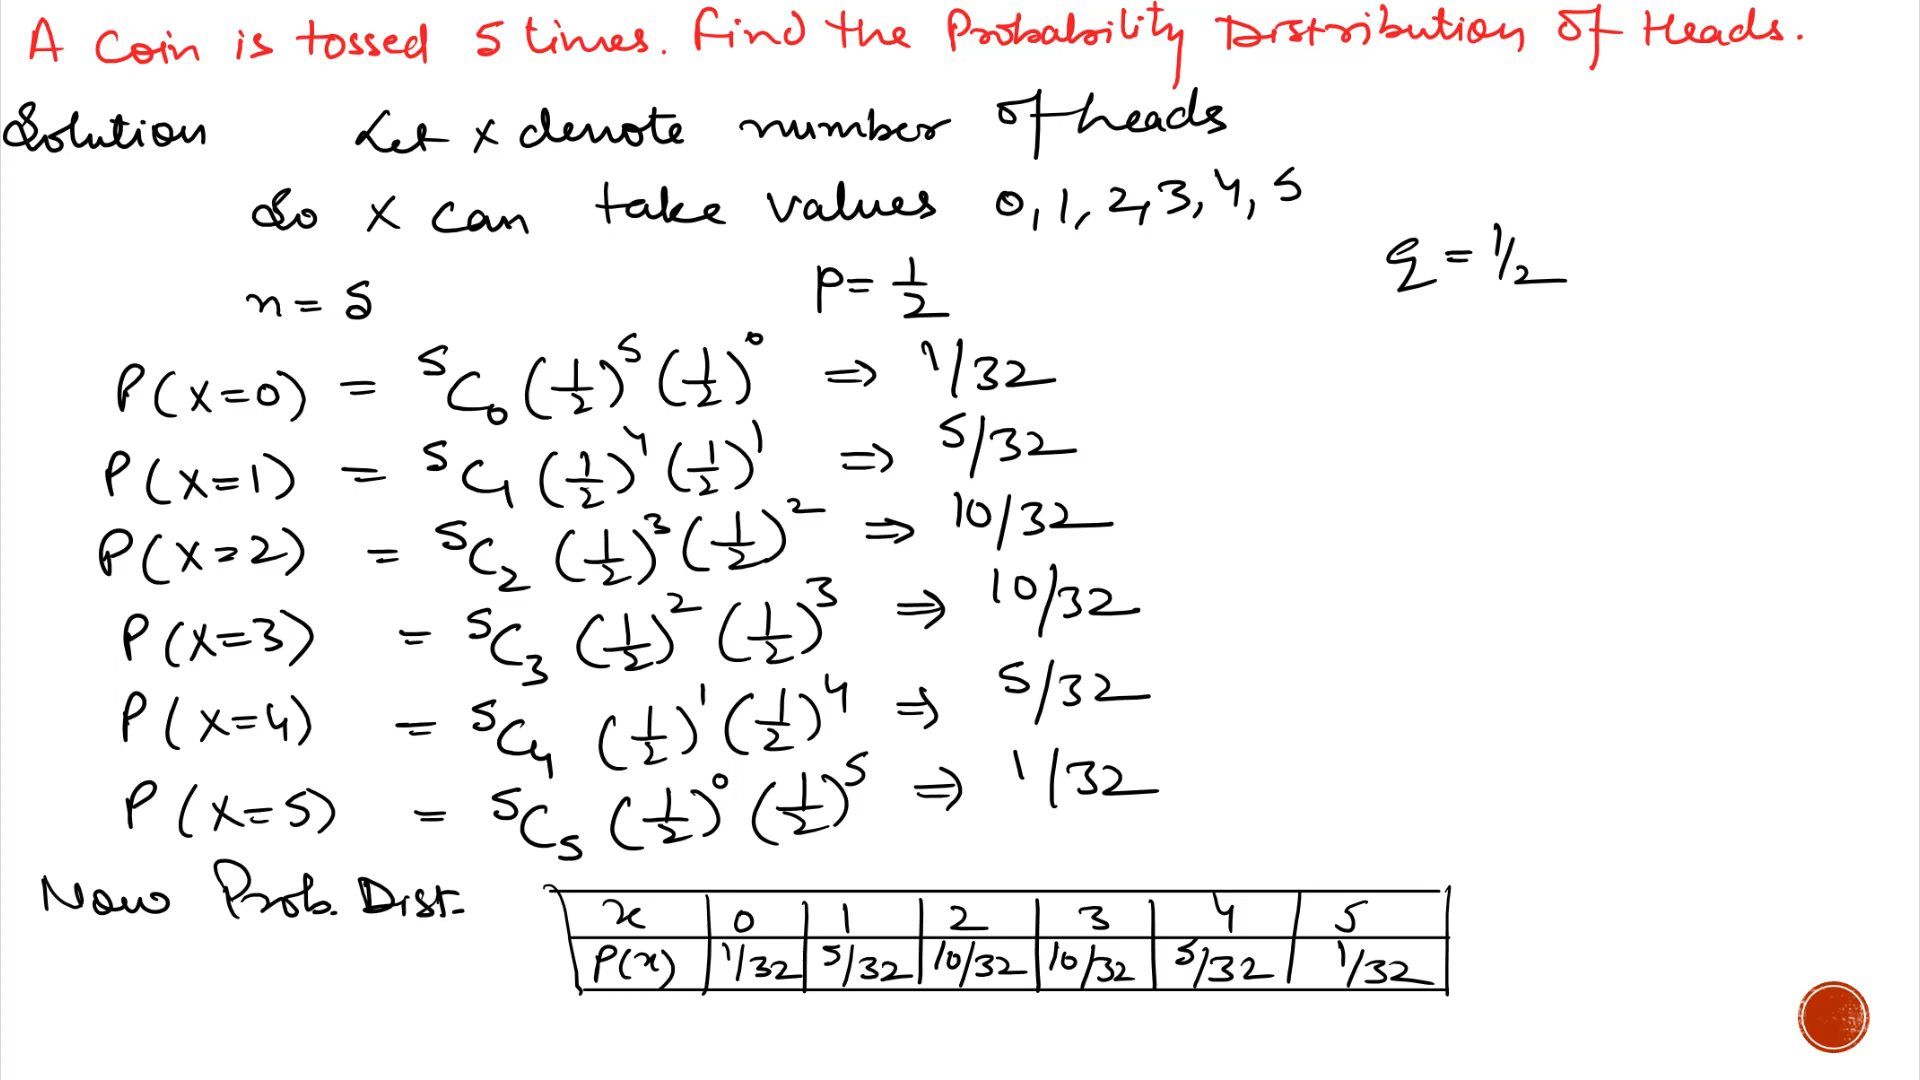 A coin is tossed 5 times. Find the Probability Distribution of Heads.
Solution Let x denote number of heads
So X can take values 0, 1, 2, 3, 4, 5
n = 5 p = 1/2 q = 1/2
P(X=0) = ⁵C₀ (1/2)⁵ (1/2)⁰ ⇒ 1/32
P(X=1) = ⁵C₁ (1/2)⁴ (1/2)¹ ⇒ 5/32
P(X=2) = ⁵C₂ (1/2)³ (1/2)² ⇒ 10/32
P(X=3) = ⁵C₃ (1/2)² (1/2)³ ⇒ 10/32
P(X=4) = ⁵C₄ (1/2)¹ (1/2)⁴ ⇒ 5/32
P(X=5) = ⁵C₅ (1/2)⁰ (1/2)⁵ ⇒ 1/32
Now Prob. Dist.
x 0 1 2 3 4 5
P(x) 1/32 5/32 10/32 10/32 5/32 1/32